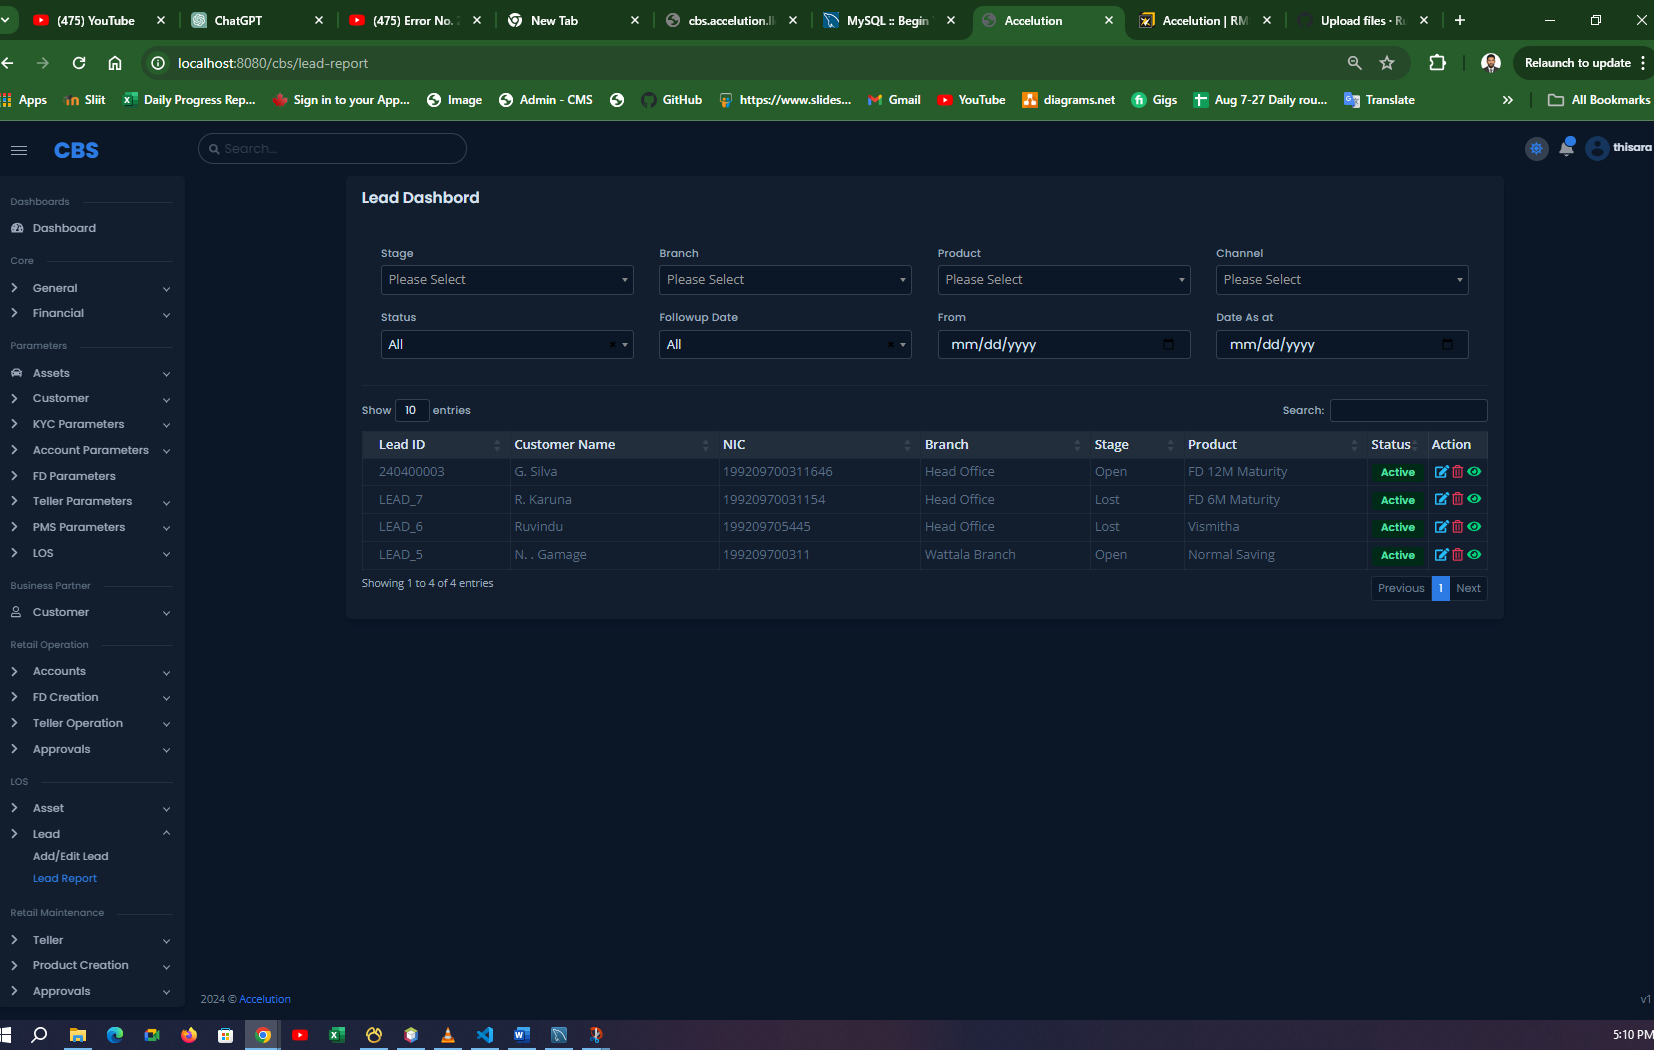 (475) YouTube
ChatGPT
(475) Error No.
New Tab
cbs.accelution.l
MySQL :: Begin
Accelution
Accelution | RM
Upload files · R
localhost:8080/cbs/lead-report
Relaunch to update
Apps
Sliit
Daily Progress Rep...
Sign in to your App...
Image
Admin - CMS
GitHub
https://www.slides...
Gmail
YouTube
diagrams.net
Gigs
Aug 7-27 Daily rou...
Translate
»
All Bookmarks
CBS
Search...
thisara
Dashboards
Dashboard
Core
General
Financial
Parameters
Assets
Customer
KYC Parameters
Account Parameters
FD Parameters
Teller Parameters
PMS Parameters
LOS
Business Partner
Customer
Retail Operation
Accounts
FD Creation
Teller Operation
Approvals
LOS
Asset
Lead
Add/Edit Lead
Lead Report
Retail Maintenance
Teller
Product Creation
Approvals
Lead Dashbord
Stage Branch Product Channel
Please Select Please Select Please Select Please Select
Status Followup Date From Date As at
All × All × mm/dd/yyyy mm/dd/yyyy
Show 10 entries Search:
Lead ID Customer Name NIC Branch Stage Product Status Action
240400003 G. Silva 199209700311646 Head Office Open FD 12M Maturity Active
LEAD_7 R. Karuna 19920970031154 Head Office Lost FD 6M Maturity Active
LEAD_6 Ruvindu 199209705445 Head Office Lost Vismitha Active
LEAD_5 N. . Gamage 199209700311 Wattala Branch Open Normal Saving Active
Showing 1 to 4 of 4 entries
Previous 1 Next
2024 © Accelution
v1
5:10 PM